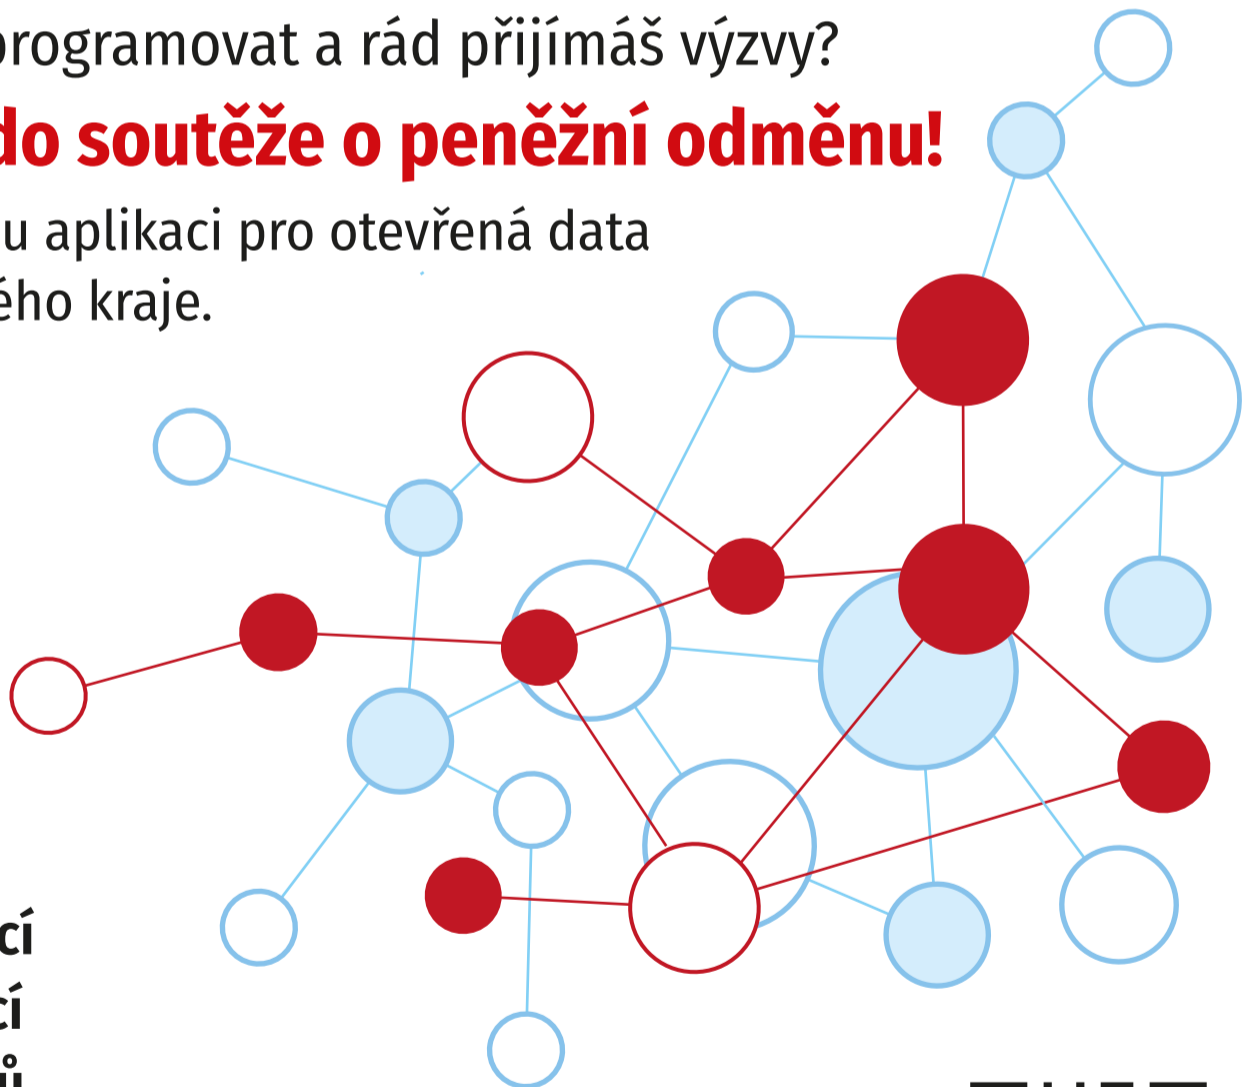 programovat a rád přijímáš výzvy?
do soutěže o peněžní odměnu!
u aplikaci pro otevřená data
ého kraje.
cí
cí
ů